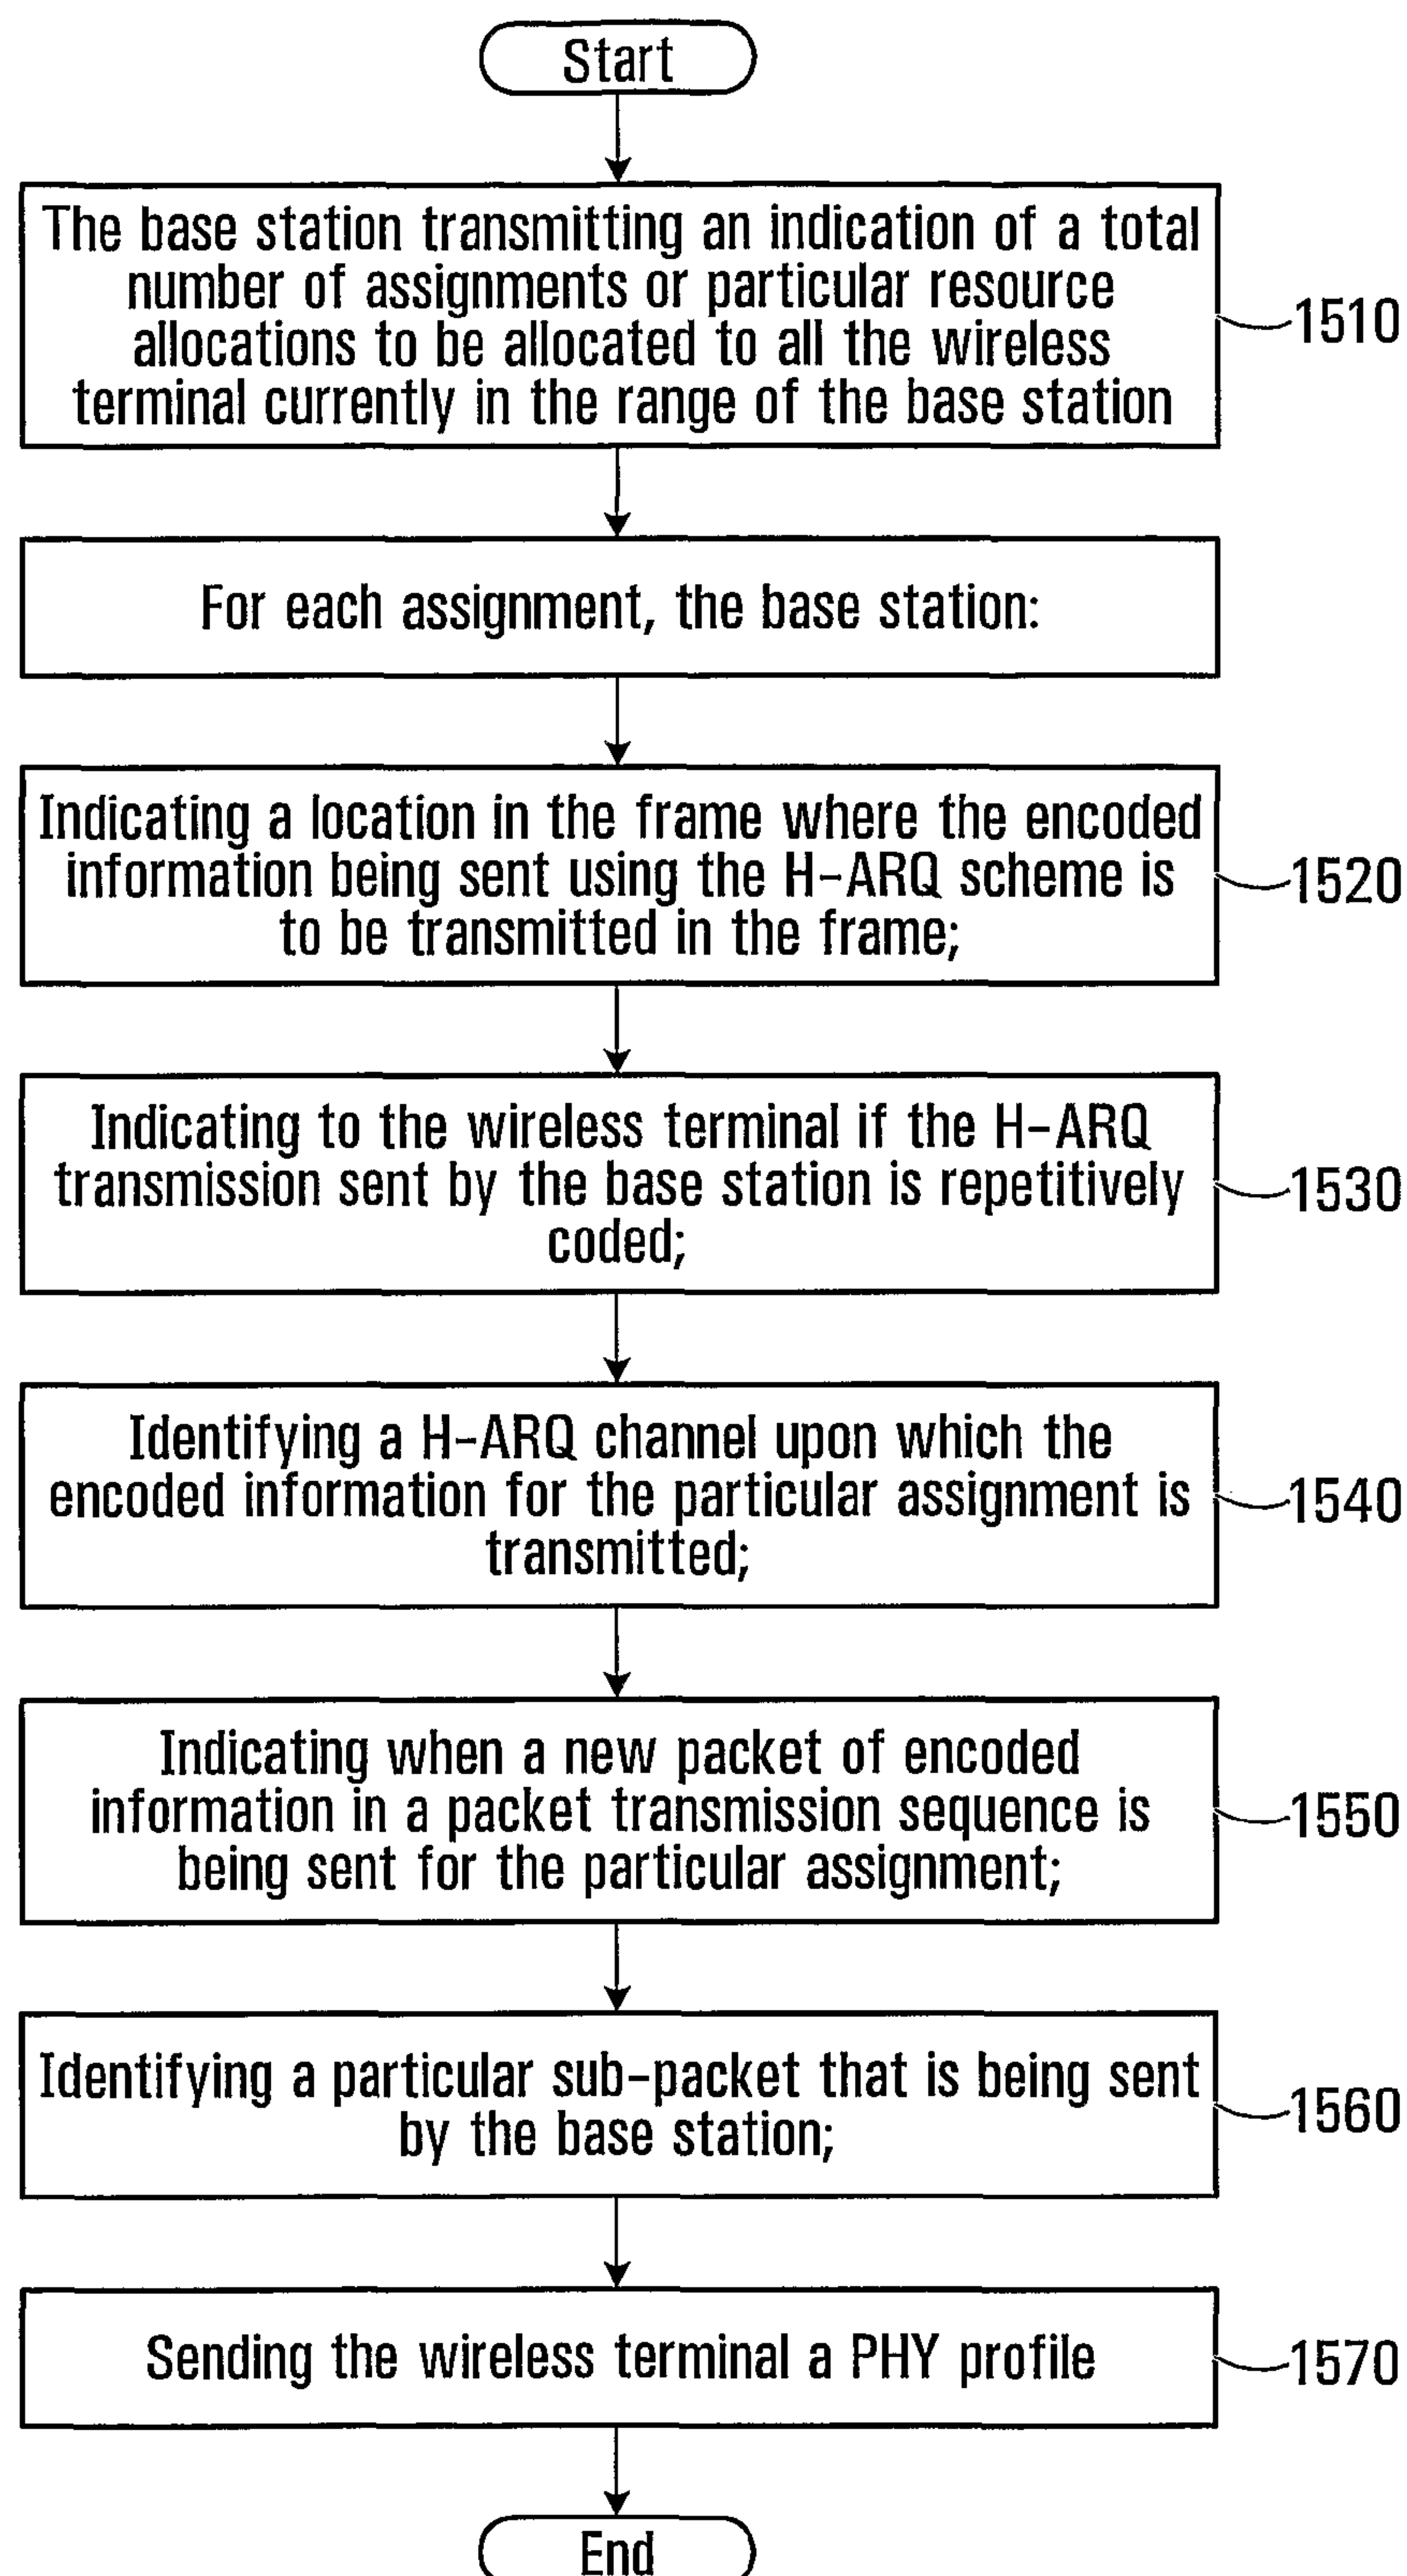 Start
The base station transmitting an indication of a total
number of assignments or particular resource
allocations to be allocated to all the wireless
terminal currently in the range of the base station
1510
For each assignment, the base station:
Indicating a location in the frame where the encoded
information being sent using the H-ARQ scheme is
to be transmitted in the frame;
1520
Indicating to the wireless terminal if the H-ARQ
transmission sent by the base station is repetitively
coded;
1530
Identifying a H-ARQ channel upon which the
encoded information for the particular assignment is
transmitted;
1540
Indicating when a new packet of encoded
information in a packet transmission sequence is
being sent for the particular assignment;
1550
Identifying a particular sub-packet that is being sent
by the base station;
1560
Sending the wireless terminal a PHY profile
1570
End